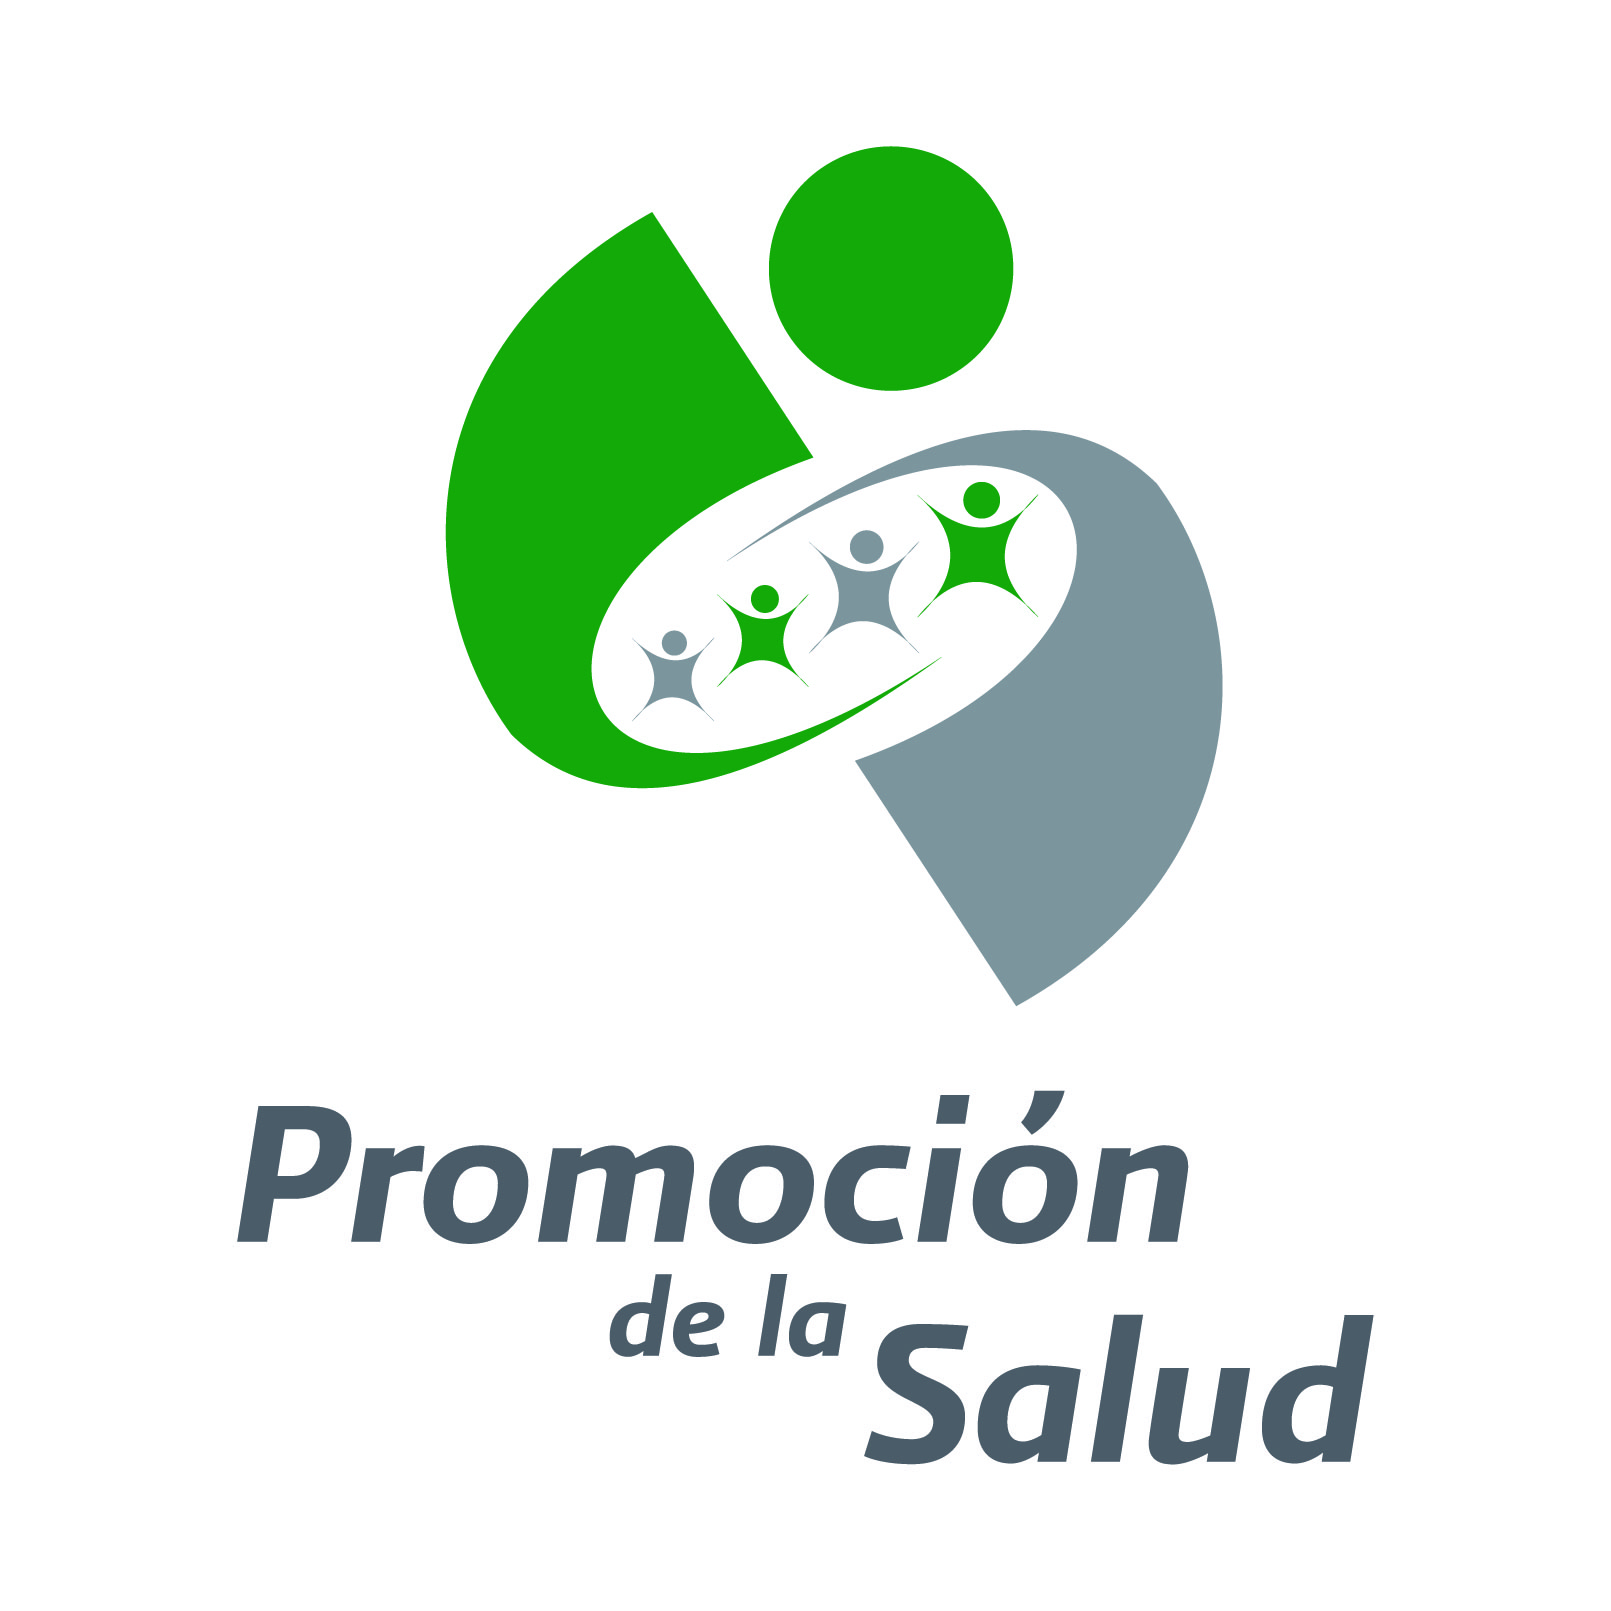 Promoción
de la
Salud